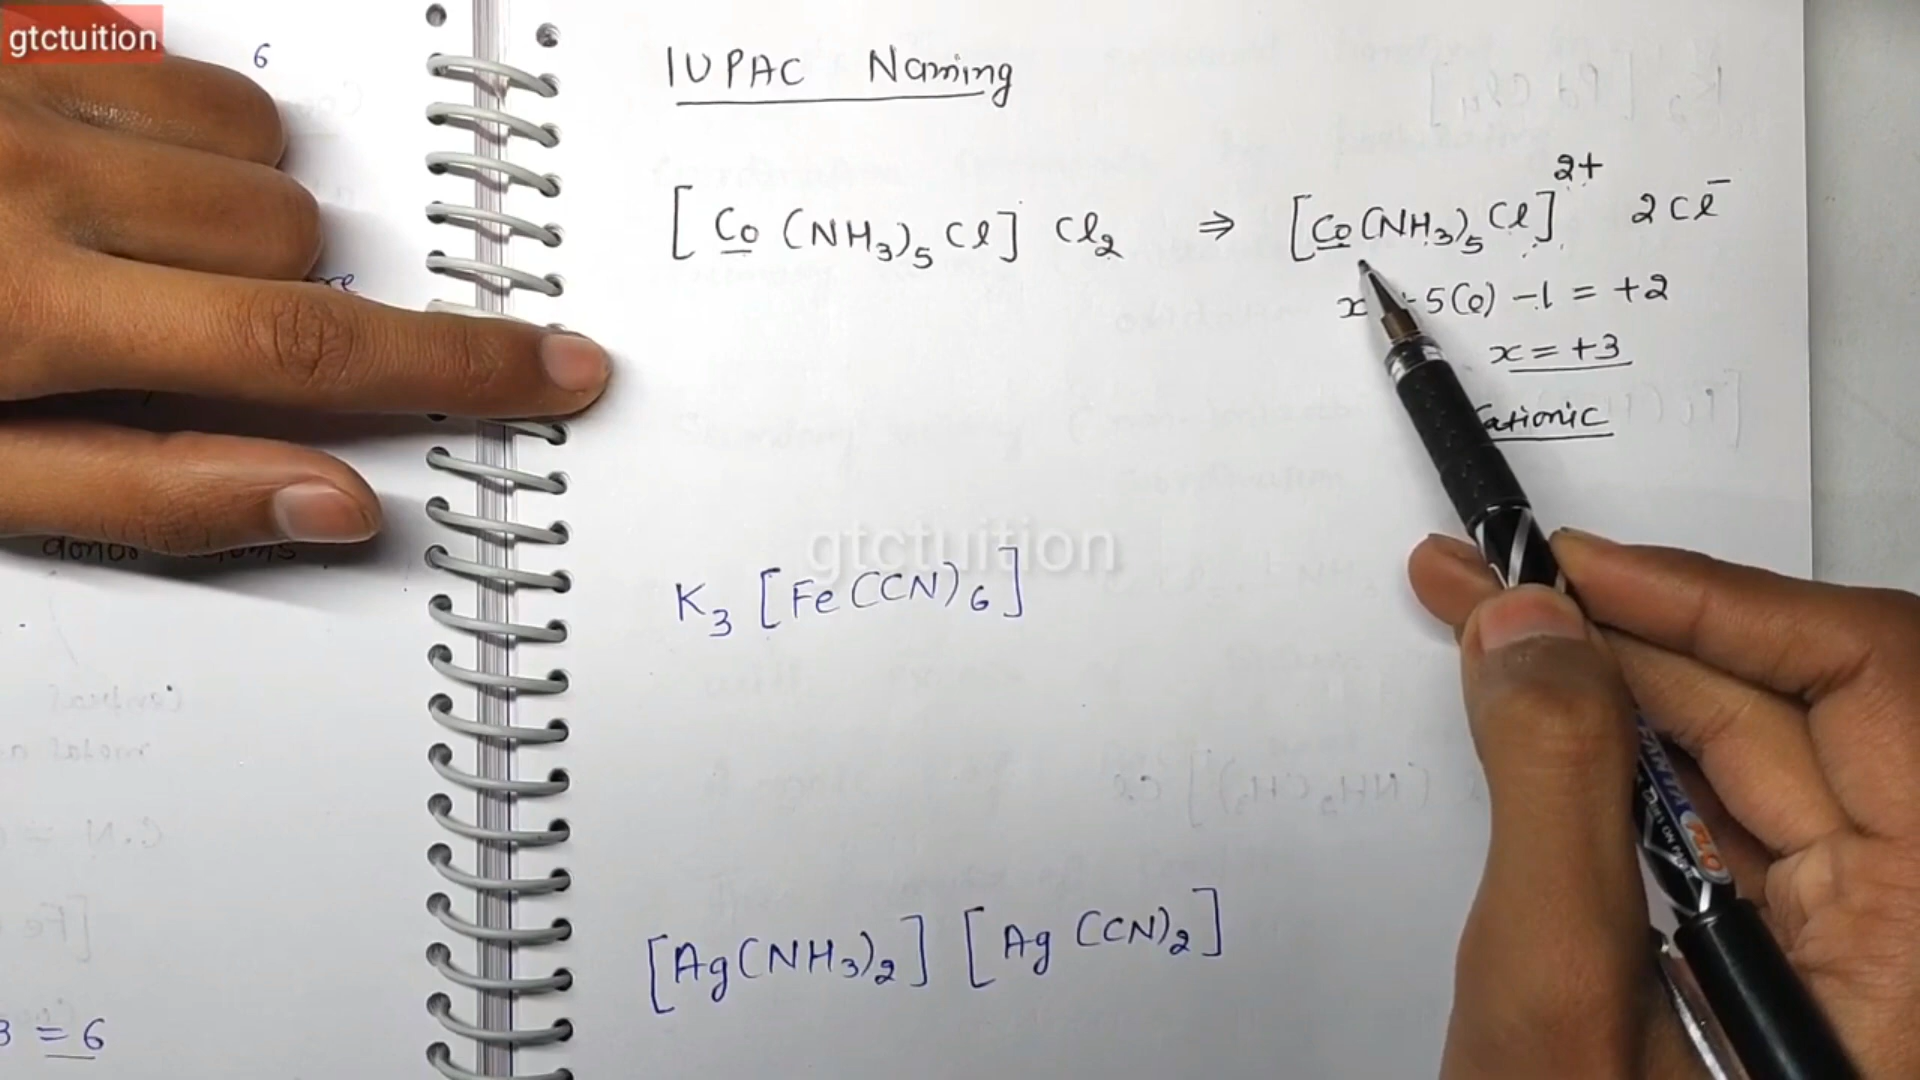 gtctuition
6
IUPAC Naming
[Co(NH₃)₅Cl] Cl₂ ⇒ [Co(NH₃)₅Cl]²⁺ 2Cl⁻
x + 5(0) -1 = +2
x = +3
Cationic
gtctuition
K₃ [Fe(CN)₆]
[Ag(NH₃)₂] [Ag(CN)₂]
3 = 6